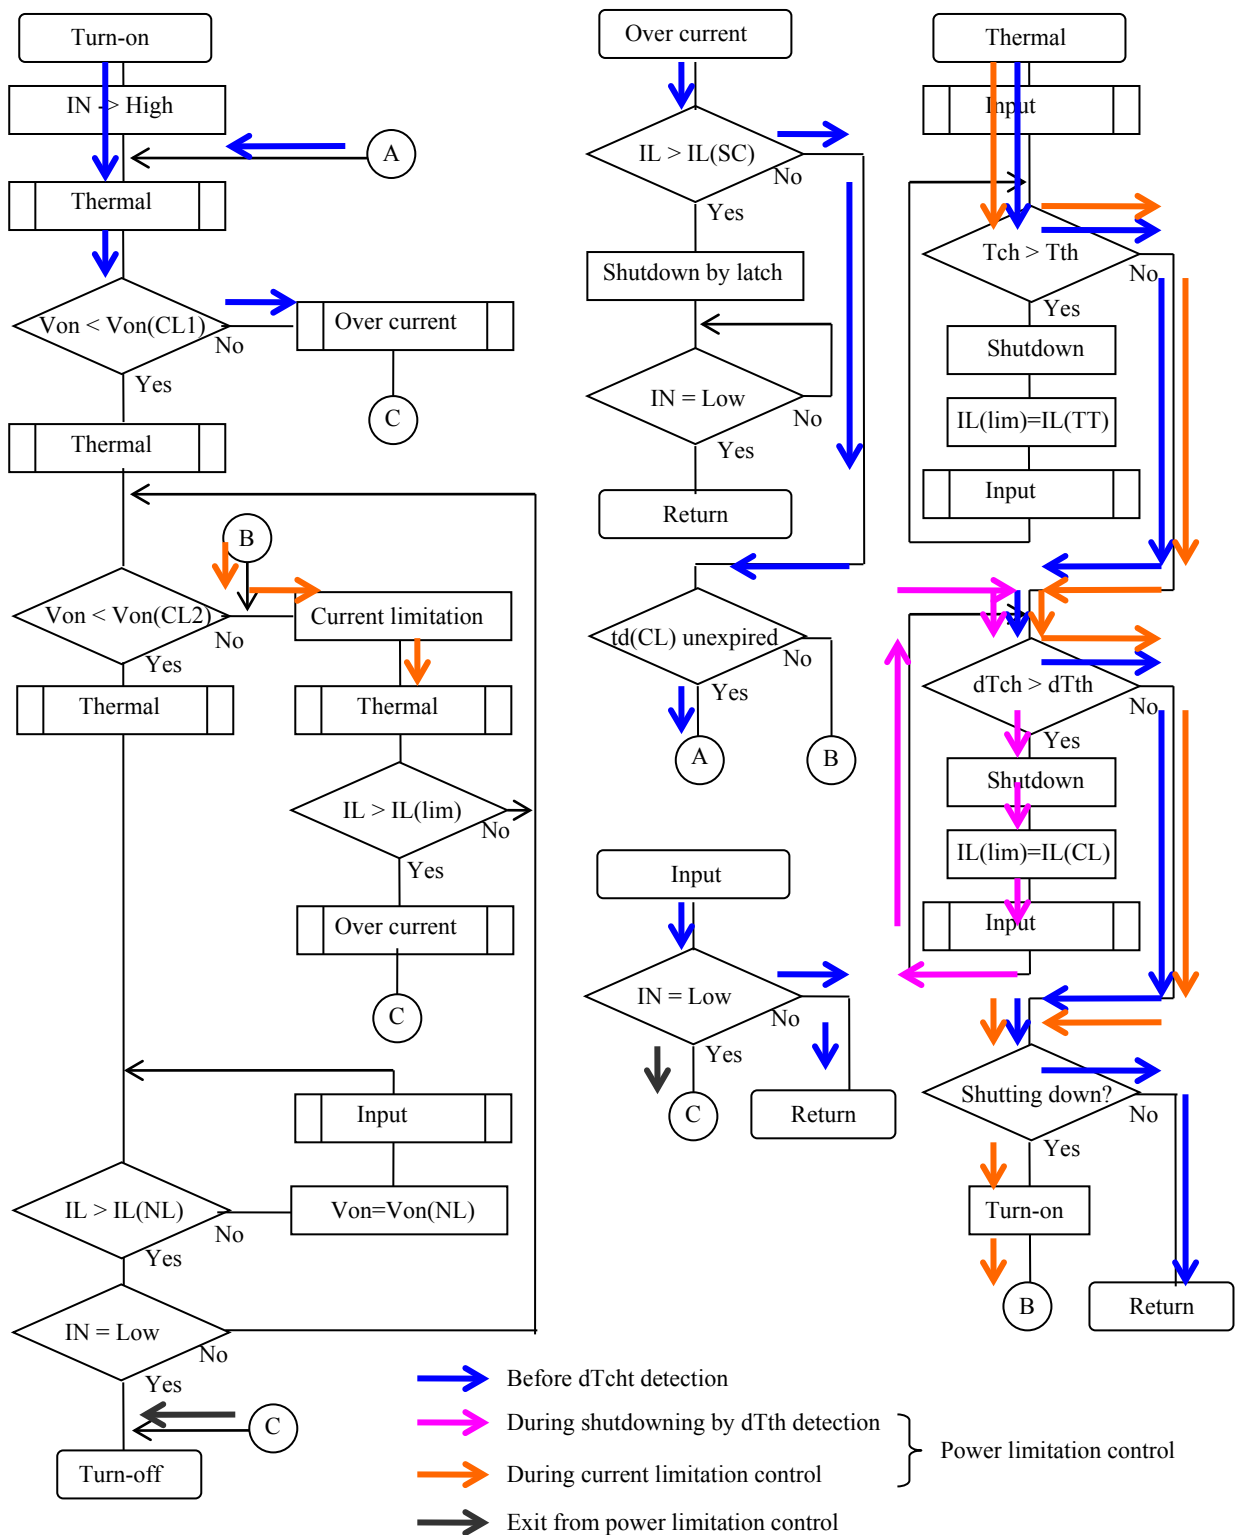 Turn-on
IN -> High
A
Thermal
Von < Von(CL1)
No
Yes
Over current
C
Thermal
B
Von < Von(CL2)
No
Yes
Current limitation
Thermal
Thermal
IL > IL(lim)
No
Yes
Over current
C
Input
IL > IL(NL)
No
Yes
Von=Von(NL)
IN = Low
No
Yes
C
Turn-off
Over current
IL > IL(SC)
No
Yes
Shutdown by latch
IN = Low
No
Yes
Return
td(CL) unexpired
No
Yes
A
B
Input
IN = Low
No
Yes
C
Return
Thermal
Input
Tch > Tth
No
Yes
Shutdown
IL(lim)=IL(TT)
Input
dTch > dTth
No
Yes
Shutdown
IL(lim)=IL(CL)
Input
Shutting down?
No
Yes
Turn-on
B
Return
Before dTcht detection
During shutdowning by dTth detection
Power limitation control
During current limitation control
Exit from power limitation control